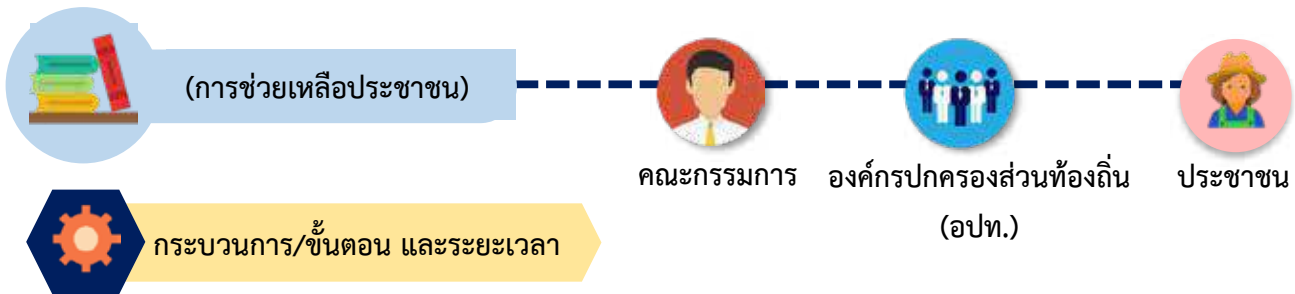 (การช่วยเหลือประชาชน)
คณะกรรมการ
องค์กรปกครองส่วนท้องถิ่น
(อปท.)
ประชาชน
กระบวนการ/ขั้นตอน และระยะเวลา